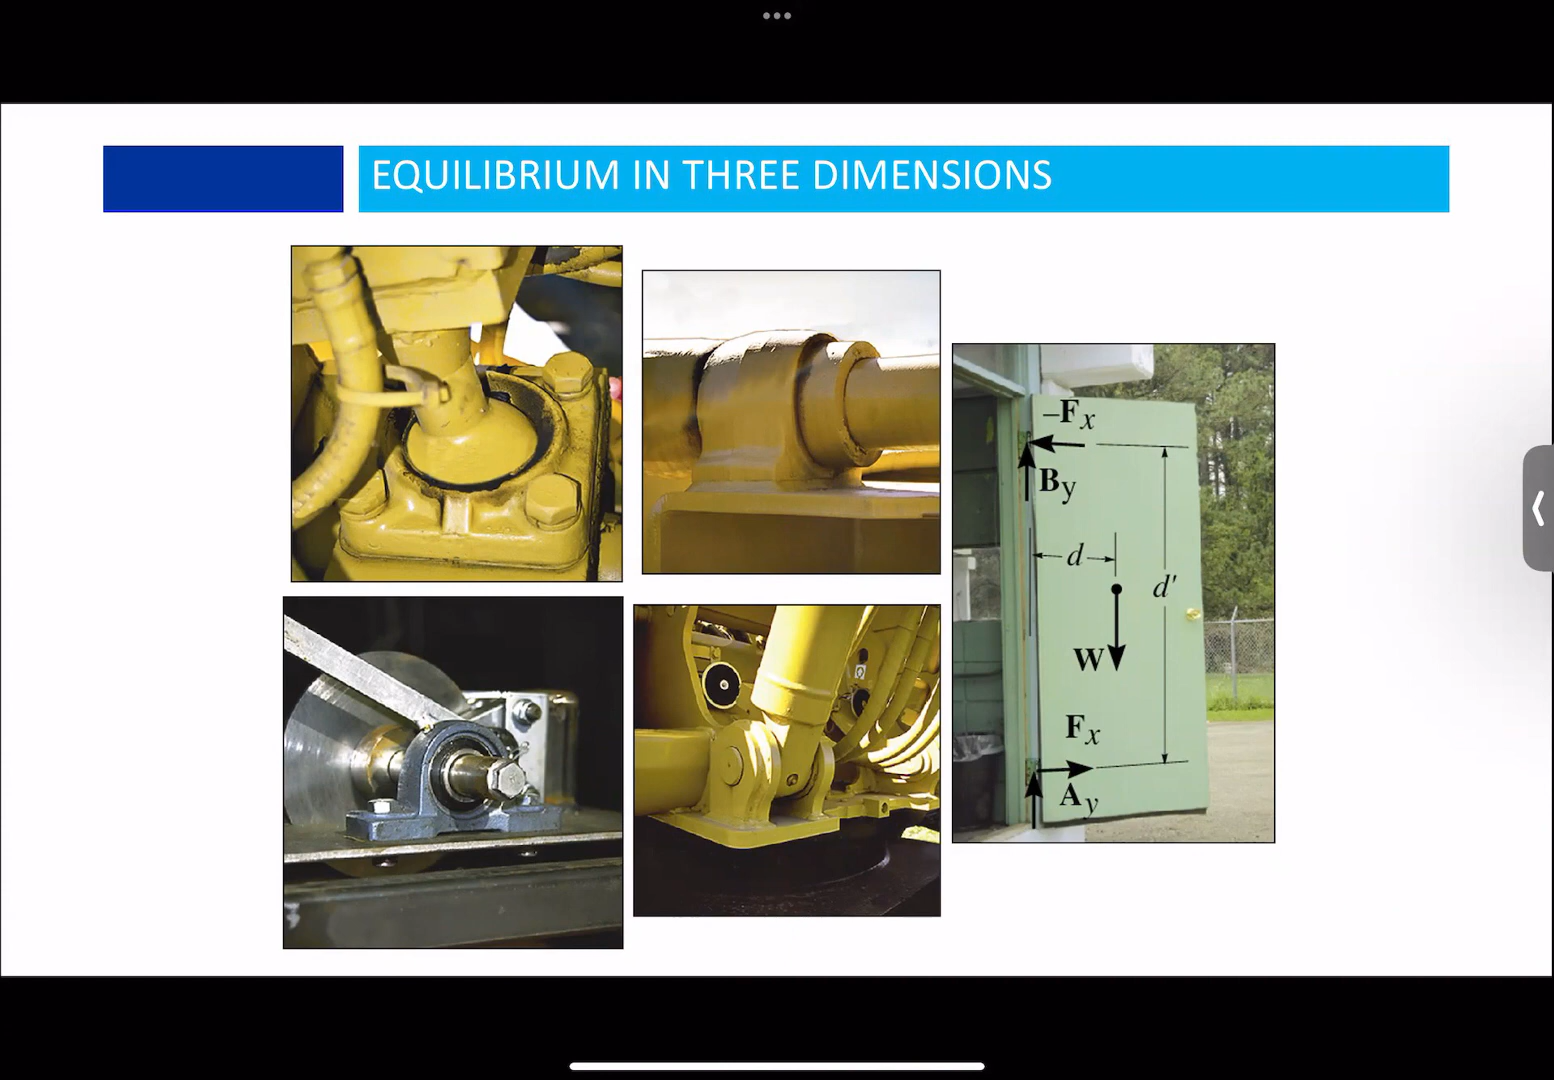 EQUILIBRIUM IN THREE DIMENSIONS
–Fx
By
d
d'
W
Fx
Ay